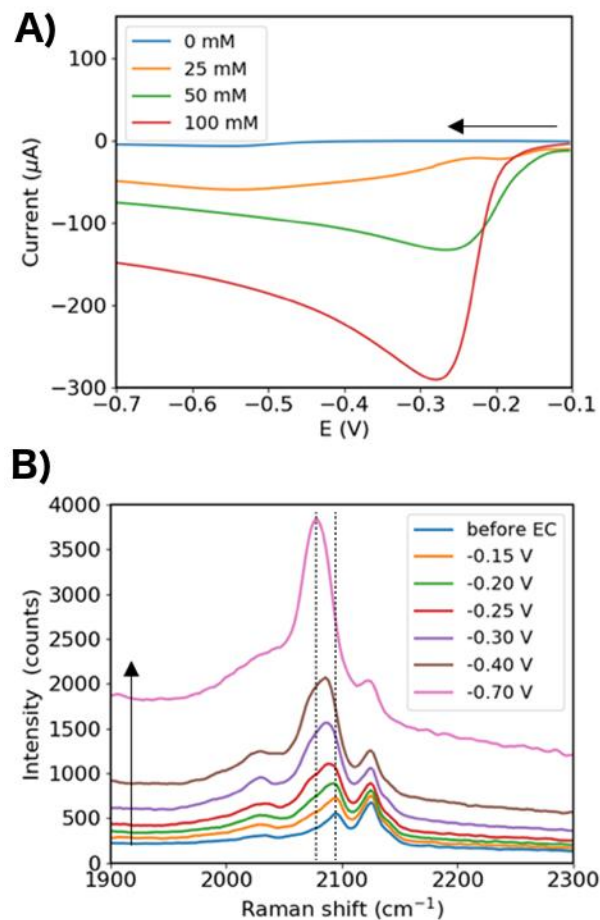 A)
100
0
−100
−200
−300
Current (μA)
0 mM
25 mM
50 mM
100 mM
−0.7 −0.6 −0.5 −0.4 −0.3 −0.2 −0.1
E (V)
B)
4000
3500
3000
2500
2000
1500
1000
500
0
Intensity (counts)
before EC
-0.15 V
-0.20 V
-0.25 V
-0.30 V
-0.40 V
-0.70 V
1900 2000 2100 2200 2300
Raman shift (cm⁻¹)